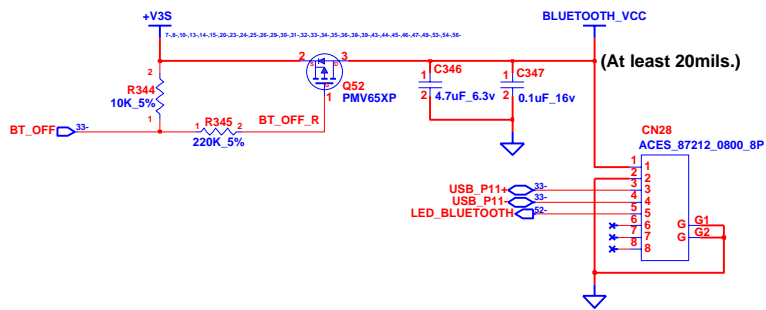 +V3S
BLUETOOTH_VCC
7-,8-,10-,13-,14-,15-,20-,23-,24-,25-,26-,29-,30-,31-,32-,33-,34-,35-,36-,38-,39-,43-,44-,45-,46-,47-,49-,53-,54-,56-
2 3
S D
G
1
Q52
PMV65XP
(At least 20mils.)
2
R344
10K_5%
1
C346
1
2
4.7uF_6.3v
C347
1
2
0.1uF_16v
BT_OFF 33-
1 R345 2
220K_5%
BT_OFF_R
CN28
ACES_87212_0800_8P
1 1
2 2
USB_P11+ 33- 3 3
USB_P11- 33- 4 4
LED_BLUETOOTH 52- 5 5
6 6 G G1
7 7 G G2
8 8